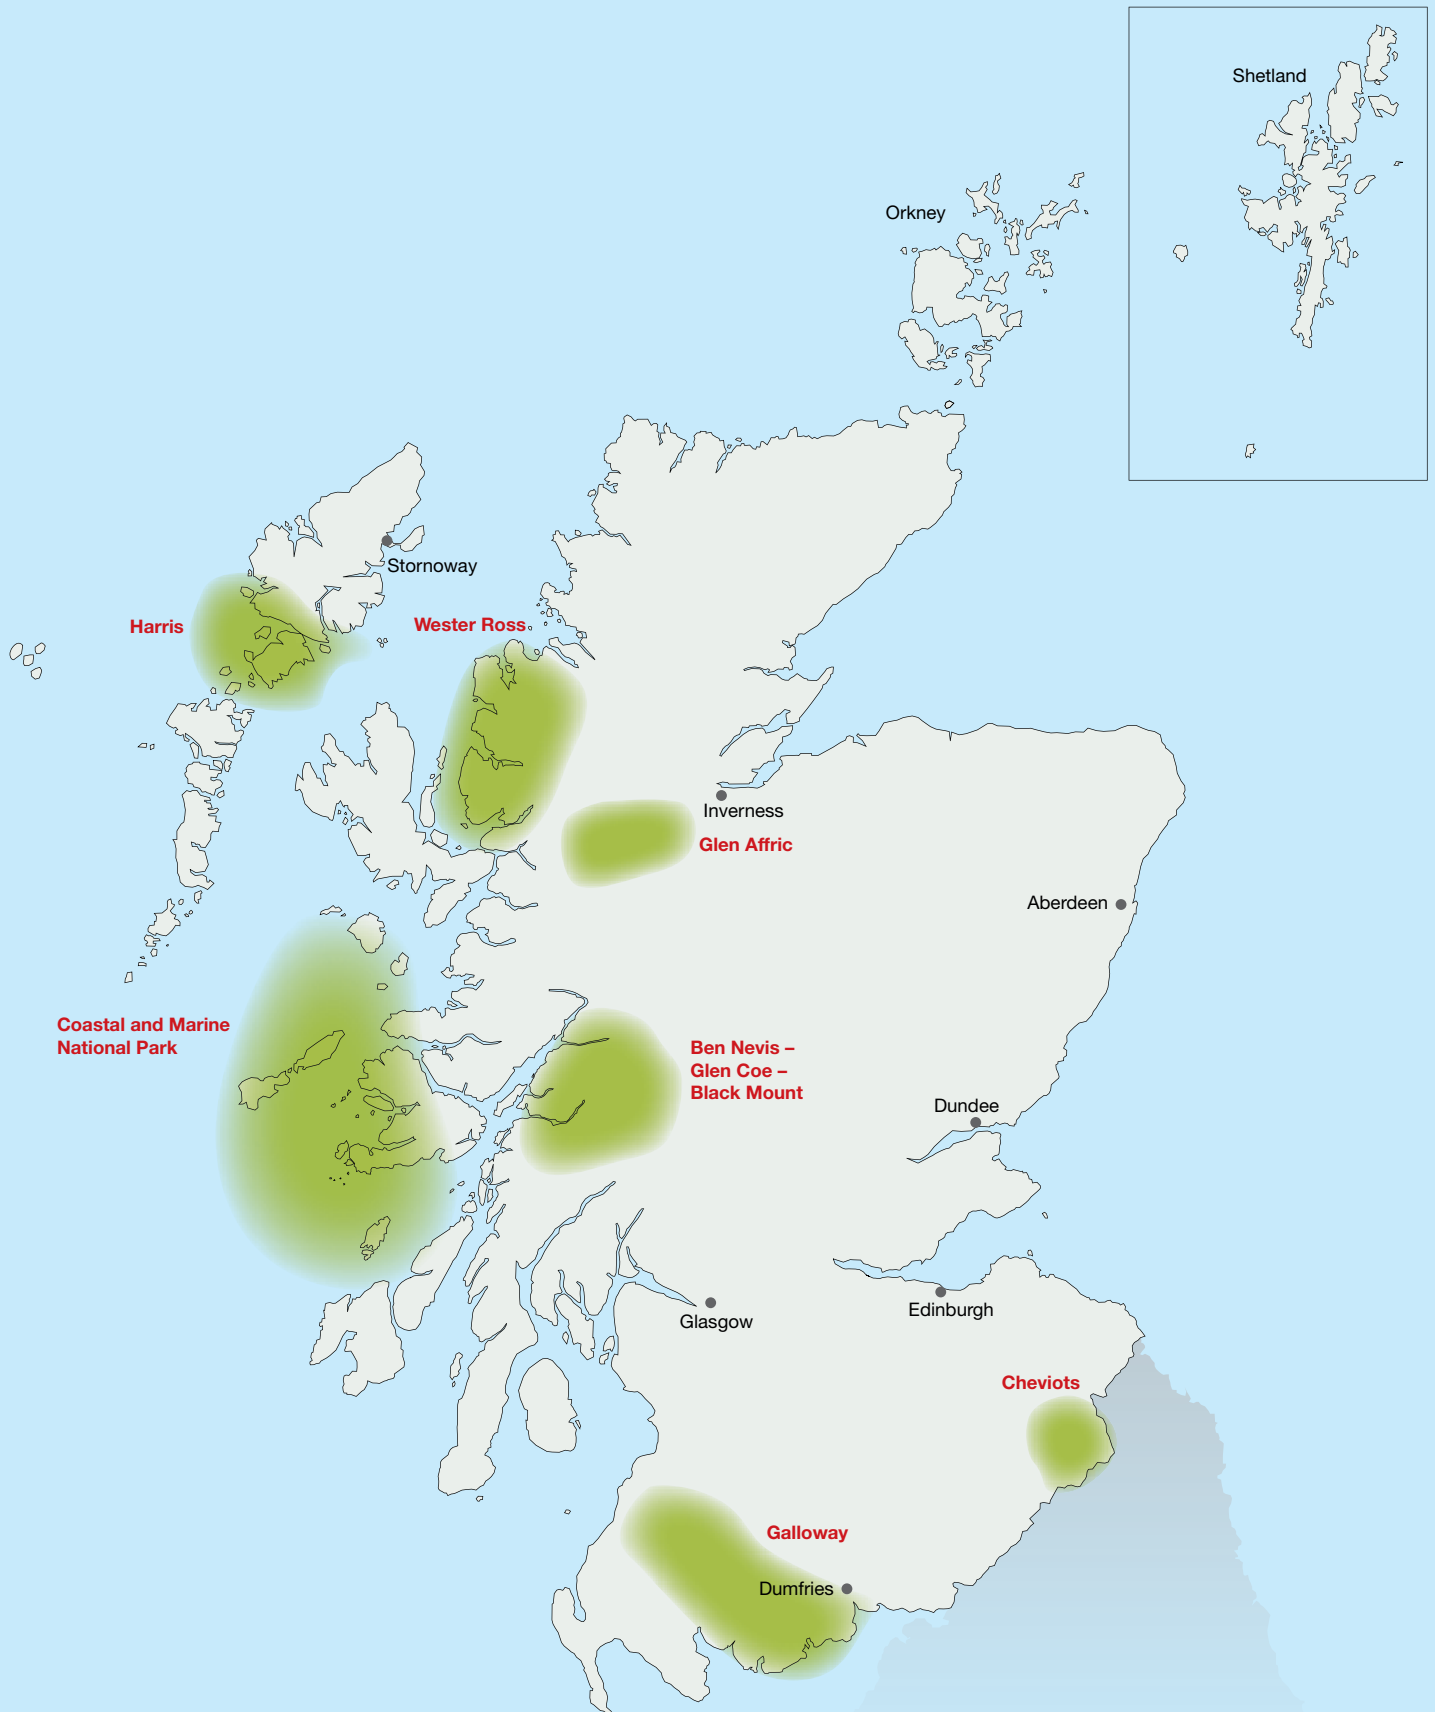 Shetland
Orkney
Stornoway
Harris
Wester Ross
Inverness
Glen Affric
Aberdeen
Coastal and Marine
National Park
Ben Nevis –
Glen Coe –
Black Mount
Dundee
Glasgow
Edinburgh
Cheviots
Galloway
Dumfries